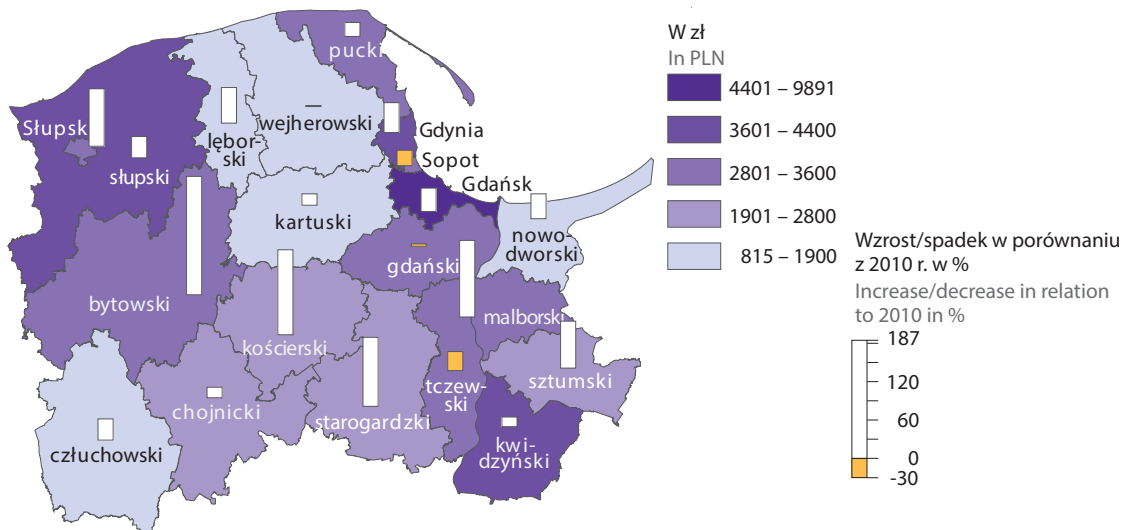 pucki
Słupsk
słupski
lębor-
ski
wejherowski
Gdynia
Sopot
Gdańsk
kartuski
nowo-
dworski
gdański
bytowski
malborski
kościerski
tczew-
ski
sztumski
chojnicki
starogardzki
człuchowski
kwi-
dzyński
W zł
In PLN
4401 – 9891
3601 – 4400
2801 – 3600
1901 – 2800
815 – 1900
Wzrost/spadek w porównaniu
z 2010 r. w %
Increase/decrease in relation
to 2010 in %
187
120
60
0
-30